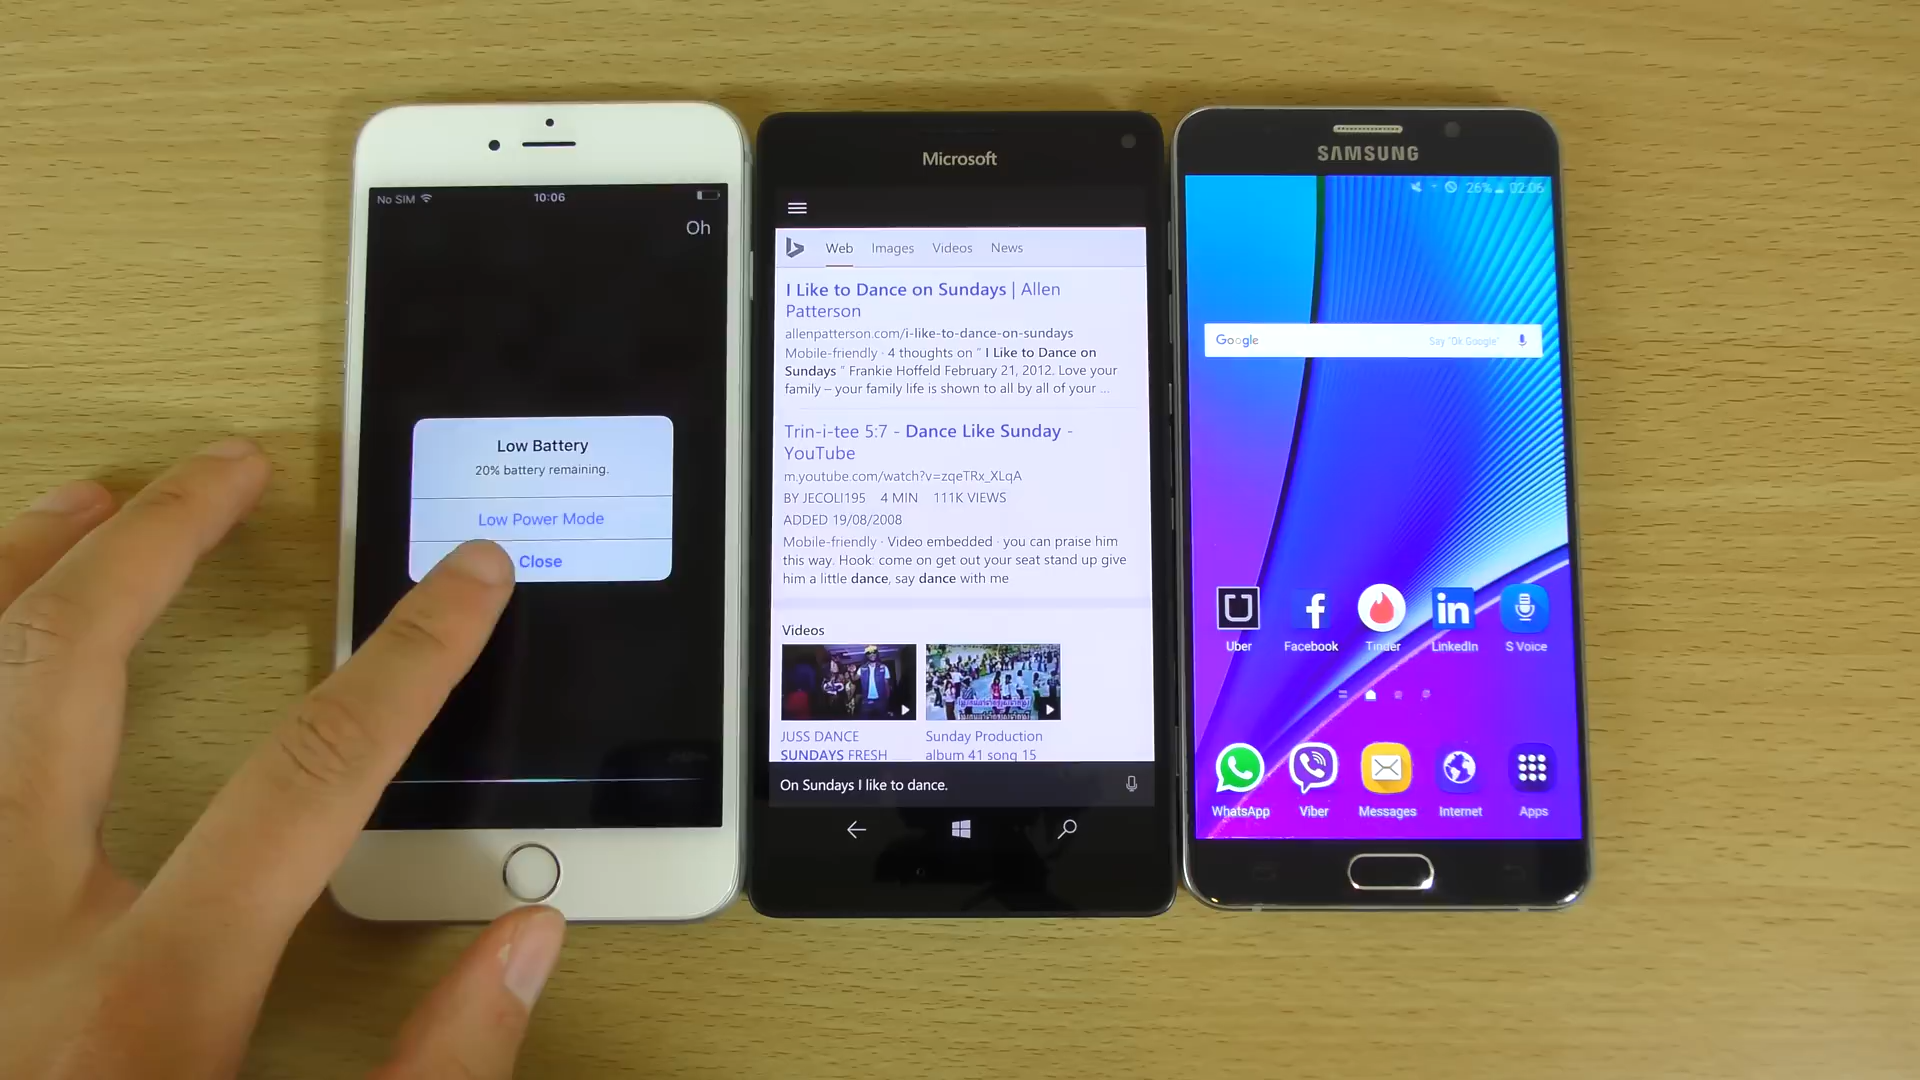 No SIM
10:06
Oh
Low Battery
20% battery remaining.
Low Power Mode
Close
Microsoft
Web Images Videos News
I Like to Dance on Sundays | Allen
Patterson
allenpatterson.com/i-like-to-dance-on-sundays
Mobile-friendly · 4 thoughts on " I Like to Dance on
Sundays " Frankie Hoffeld February 21, 2012. Love your
family – your family life is shown to all by all of your ...
Trin-i-tee 5:7 - Dance Like Sunday -
YouTube
m.youtube.com/watch?v=zqeTRx_XLqA
BY JECOLI195 4 MIN 111K VIEWS
ADDED 19/08/2008
Mobile-friendly · Video embedded · you can praise him
this way. Hook: come on get out your seat stand up give
him a little dance, say dance with me
Videos
JUSS DANCE
SUNDAYS FRESH
Sunday Production
album 41 song 15
On Sundays I like to dance.
SAMSUNG
26% 02:06
Google Say "Ok Google"
Uber Facebook Tinder LinkedIn S Voice
WhatsApp Viber Messages Internet Apps